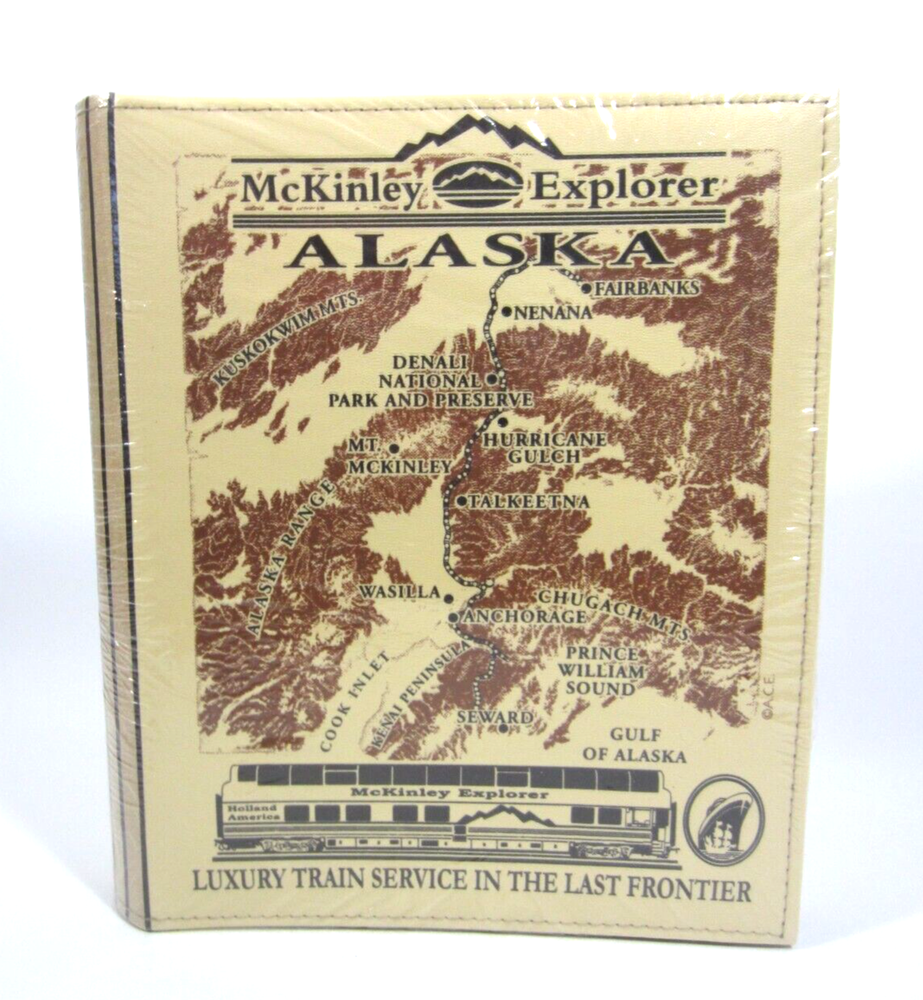 McKinley Explorer
ALASKA
FAIRBANKS
NENANA
KUSKOKWIM MTS.
DENALI
NATIONAL
PARK AND PRESERVE
HURRICANE
GULCH
MT.
MCKINLEY
TALKEETNA
ALASKA RANGE
WASILLA
ANCHORAGE
CHUGACH MTS.
PRINCE
WILLIAM
SOUND
COOK INLET
KENAI PENINSULA
SEWARD
©A.C.E.
GULF
OF ALASKA
McKinley Explorer
Holland
America
LUXURY TRAIN SERVICE IN THE LAST FRONTIER